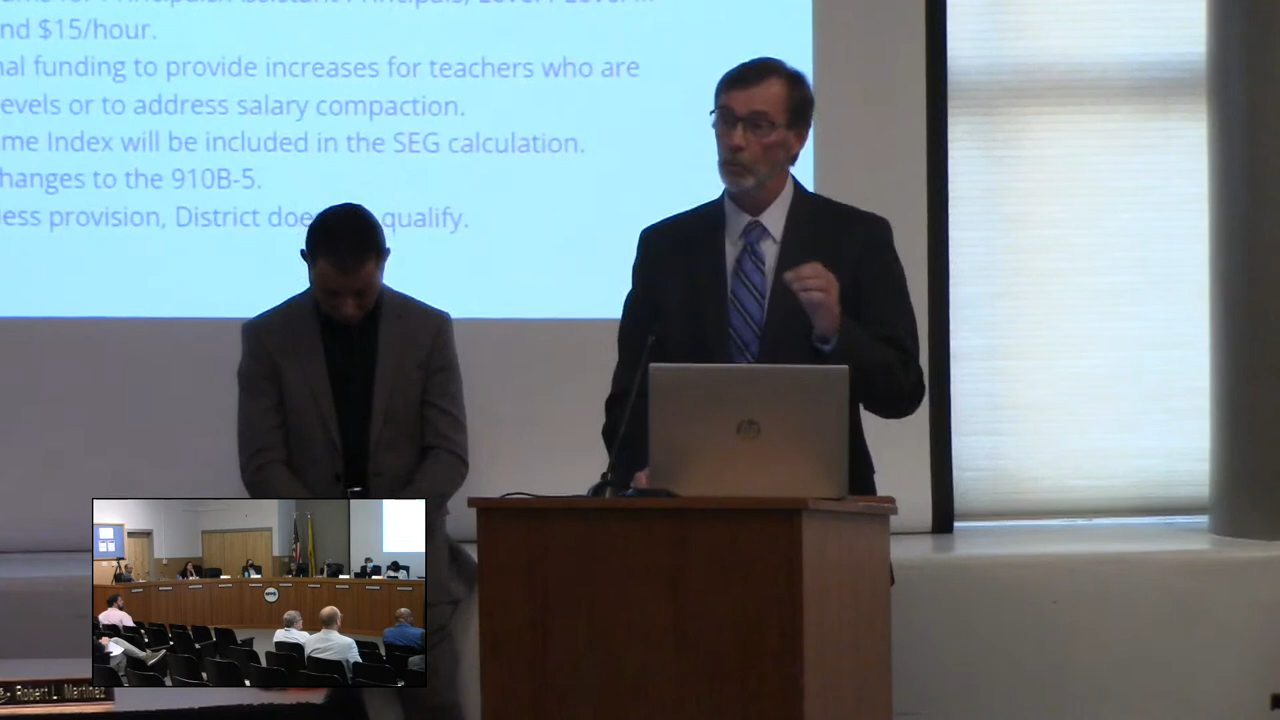 nd $15/hour.
nal funding to provide increases for teachers who are
evels or to address salary compaction.
me Index will be included in the SEG calculation.
hanges to the 910B-5.
ess provision, District does qualify.
Robert L. Martinez